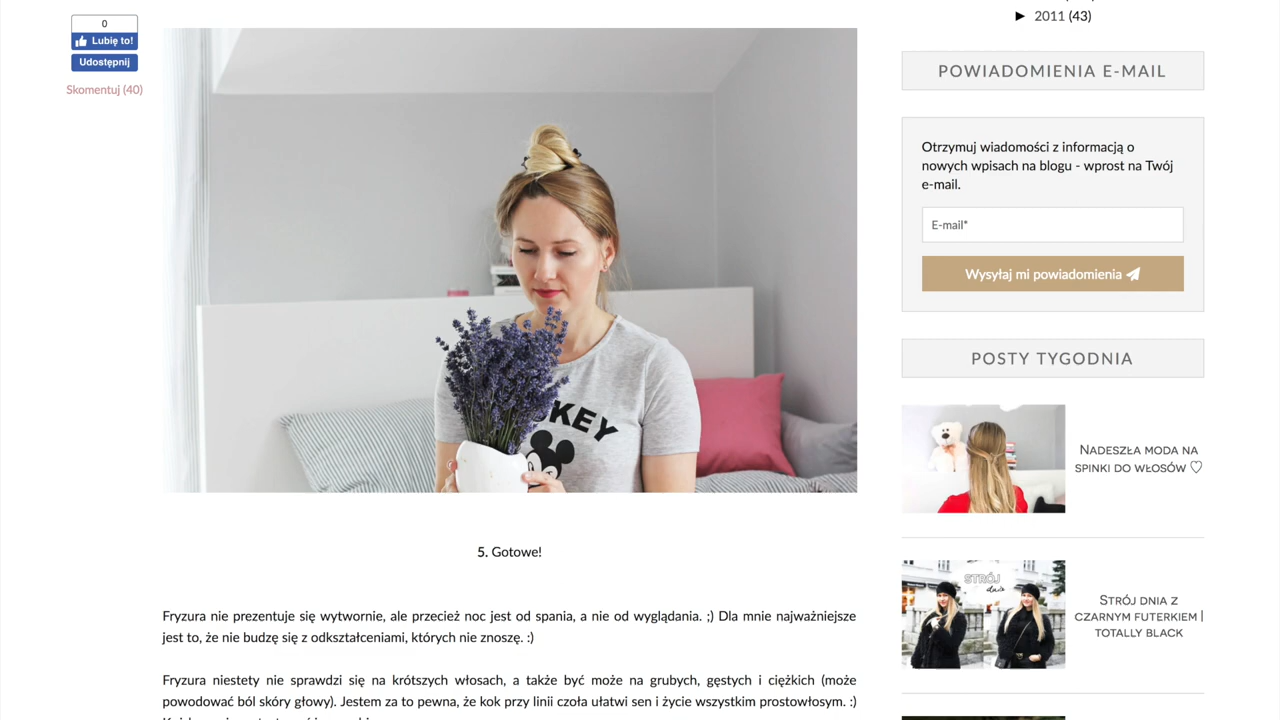 0
Lubię to!
Udostępnij
Skomentuj (40)
KEY
5. Gotowe!
Fryzura nie prezentuje się wytwornie, ale przecież noc jest od spania, a nie od wyglądania. ;) Dla mnie najważniejsze
jest to, że nie budzę się z odkształceniami, których nie znoszę. :)
Fryzura niestety nie sprawdzi się na krótszych włosach, a także być może na grubych, gęstych i ciężkich (może
powodować ból skóry głowy). Jestem za to pewna, że kok przy linii czoła ułatwi sen i życie wszystkim prostowłosym. :)
► 2011 (43)
POWIADOMIENIA E-MAIL
Otrzymuj wiadomości z informacją o
nowych wpisach na blogu - wprost na Twój
e-mail.
E-mail*
Wysyłaj mi powiadomienia
POSTY TYGODNIA
NADESZŁA MODA NA
SPINKI DO WŁOSÓW ♡
STRÓJ
dnia
STRÓJ DNIA Z
CZARNYM FUTERKIEM |
TOTALLY BLACK